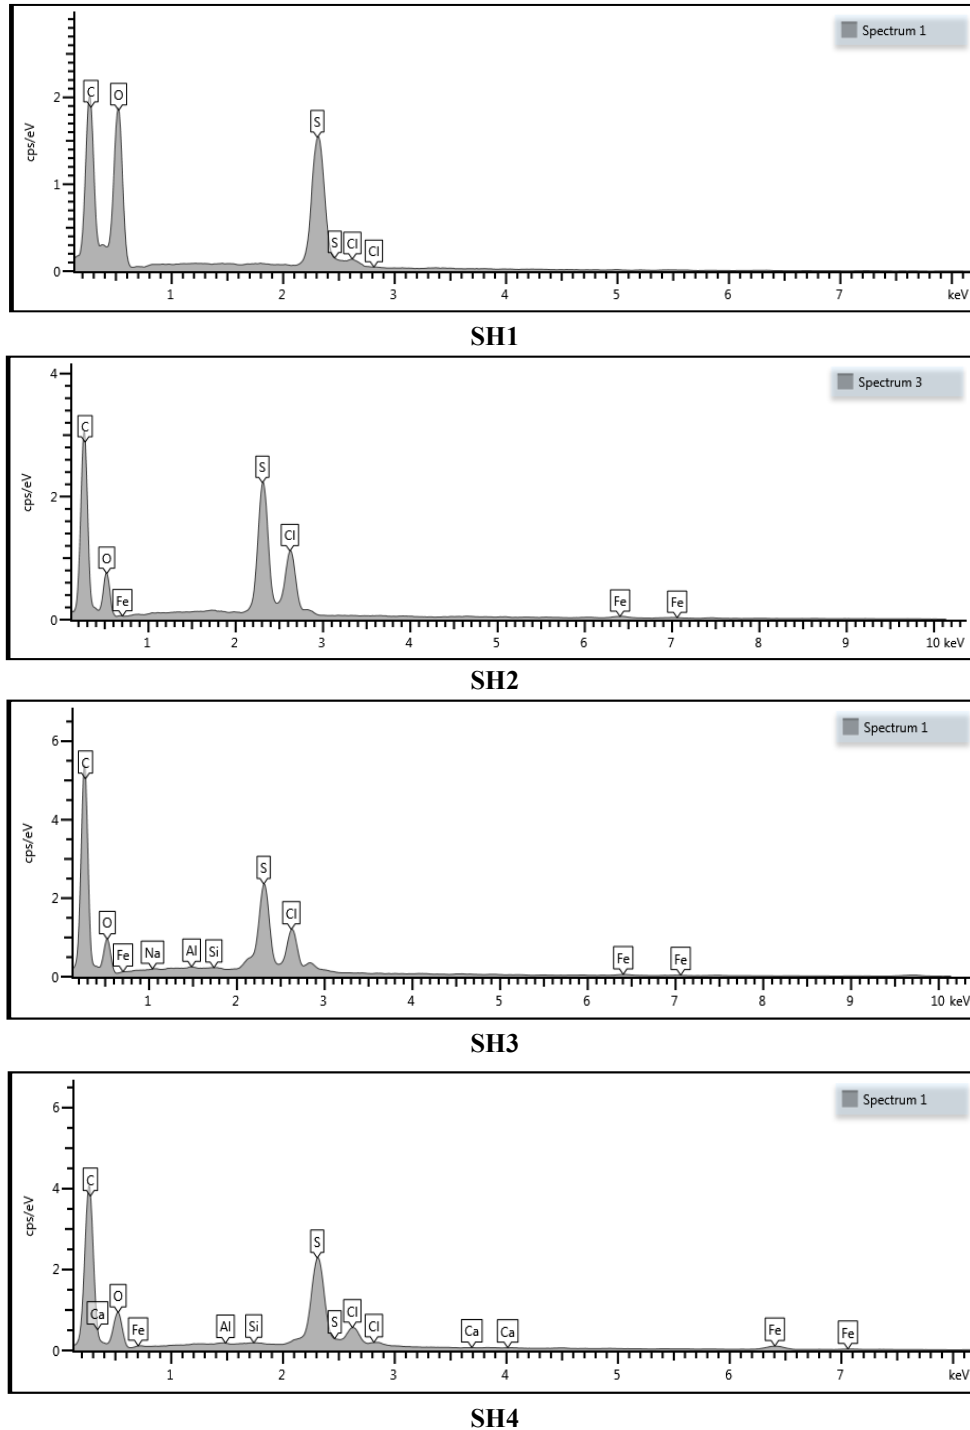 Spectrum 1
cps/eV
2
1
0
C
O
S
S
Cl
Cl
1 2 3 4 5 6 7 keV
SH1
Spectrum 3
cps/eV
4
2
0
C
O
Fe
S
Cl
Fe
Fe
1 2 3 4 5 6 7 8 9 10 keV
SH2
Spectrum 1
cps/eV
6
4
2
0
C
O
Fe
Na
Al
Si
S
Cl
Fe
Fe
1 2 3 4 5 6 7 8 9 10 keV
SH3
Spectrum 1
cps/eV
6
4
2
0
C
Ca
O
Fe
Al
Si
S
S
Cl
Cl
Ca
Ca
Fe
Fe
1 2 3 4 5 6 7 keV
SH4